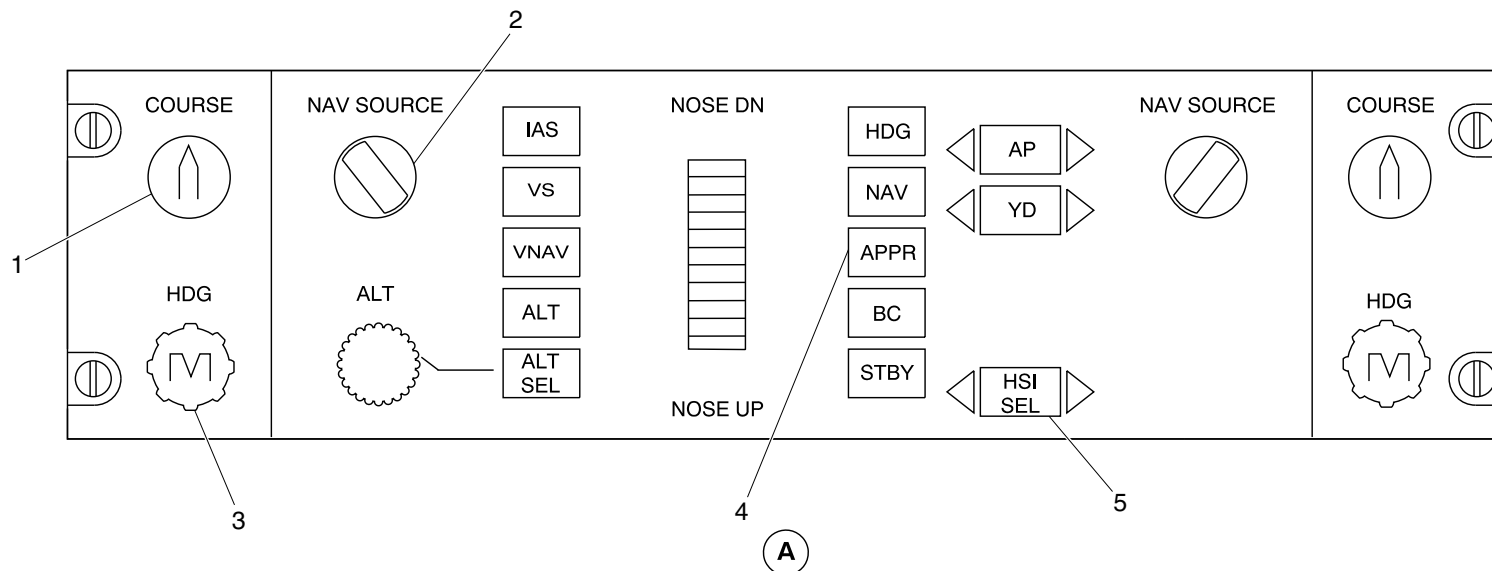 2
COURSE
NAV SOURCE
IAS
NOSE DN
HDG
AP
NAV SOURCE
COURSE
VS
NAV
YD
1
VNAV
APPR
HDG
ALT
ALT
BC
HDG
ALT
SEL
STBY
HSI
SEL
NOSE UP
3
4
5
A